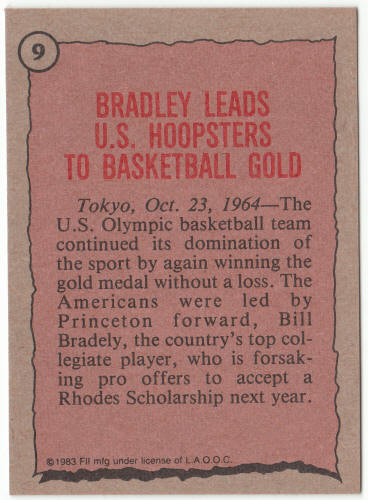 9
BRADLEY LEADS
U.S. HOOPSTERS
TO BASKETBALL GOLD
Tokyo, Oct. 23, 1964—The
U.S. Olympic basketball team
continued its domination of
the sport by again winning the
gold medal without a loss. The
Americans were led by
Princeton forward, Bill
Bradely, the country's top col-
legiate player, who is forsak-
ing pro offers to accept a
Rhodes Scholarship next year.
©1983 FII mfg under license of L.A.O.O.C.